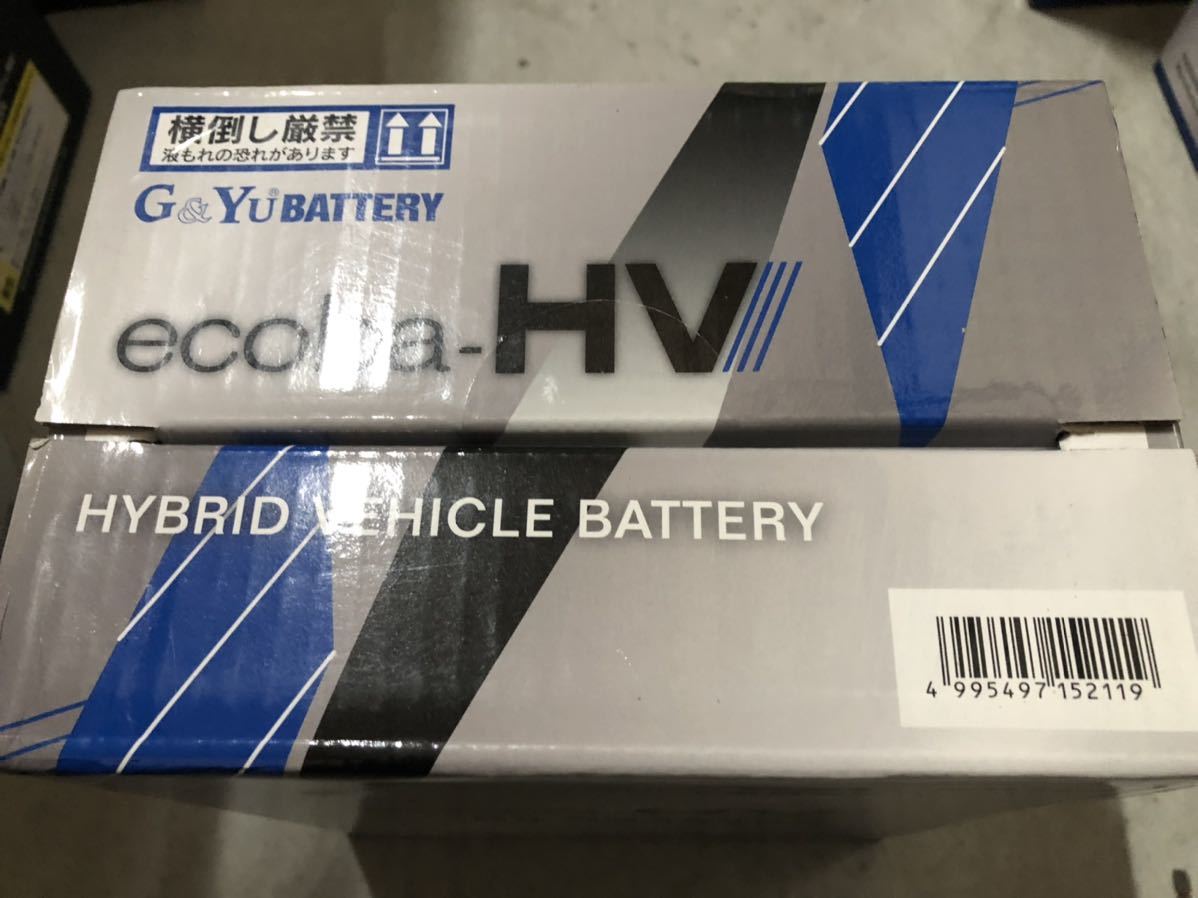 横倒し厳禁
液もれの恐れがあります
G&YU® BATTERY
ecoba-HV
HYBRID VEHICLE BATTERY
4 995497 152119